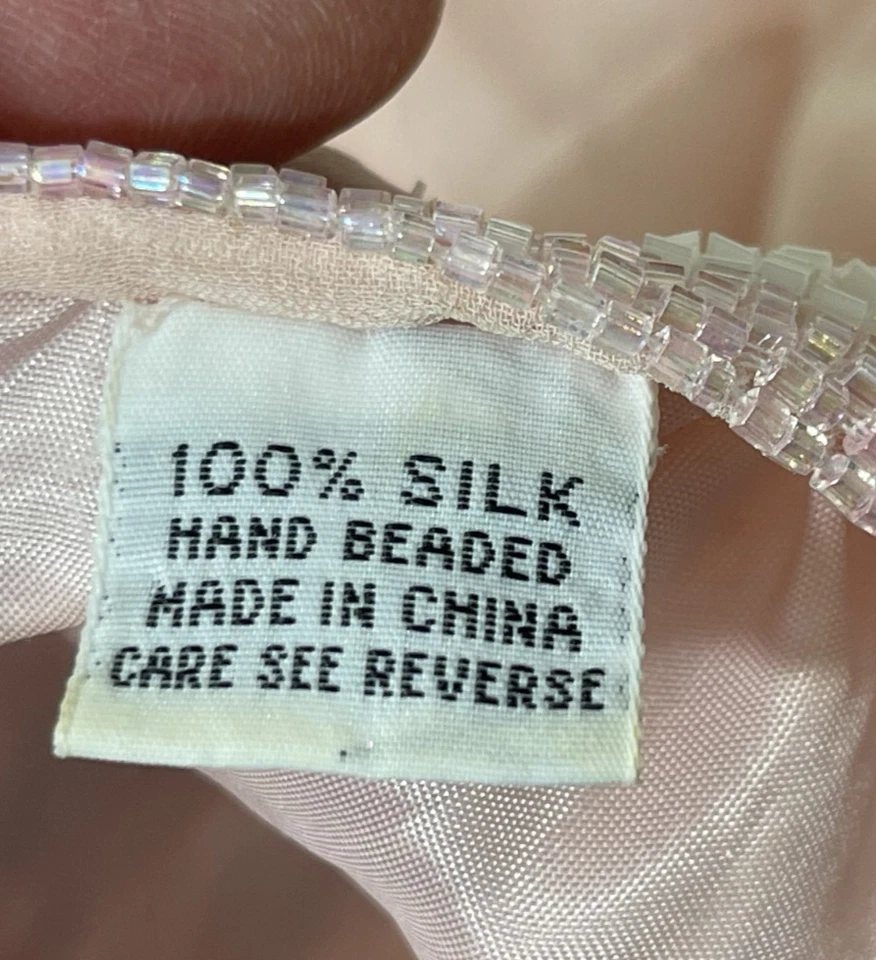 100% SILK
HAND BEADED
MADE IN CHINA
CARE SEE REVERSE